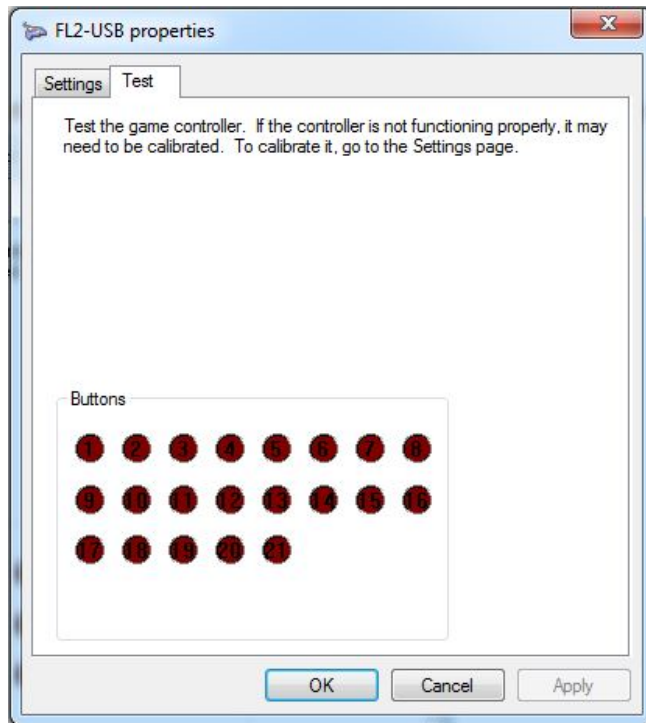 FL2-USB properties
Settings Test
Test the game controller. If the controller is not functioning properly, it may
need to be calibrated. To calibrate it, go to the Settings page.
Buttons
1 2 3 4 5 6 7 8
9 10 11 12 13 14 15 16
17 18 19 20 21
OK Cancel Apply